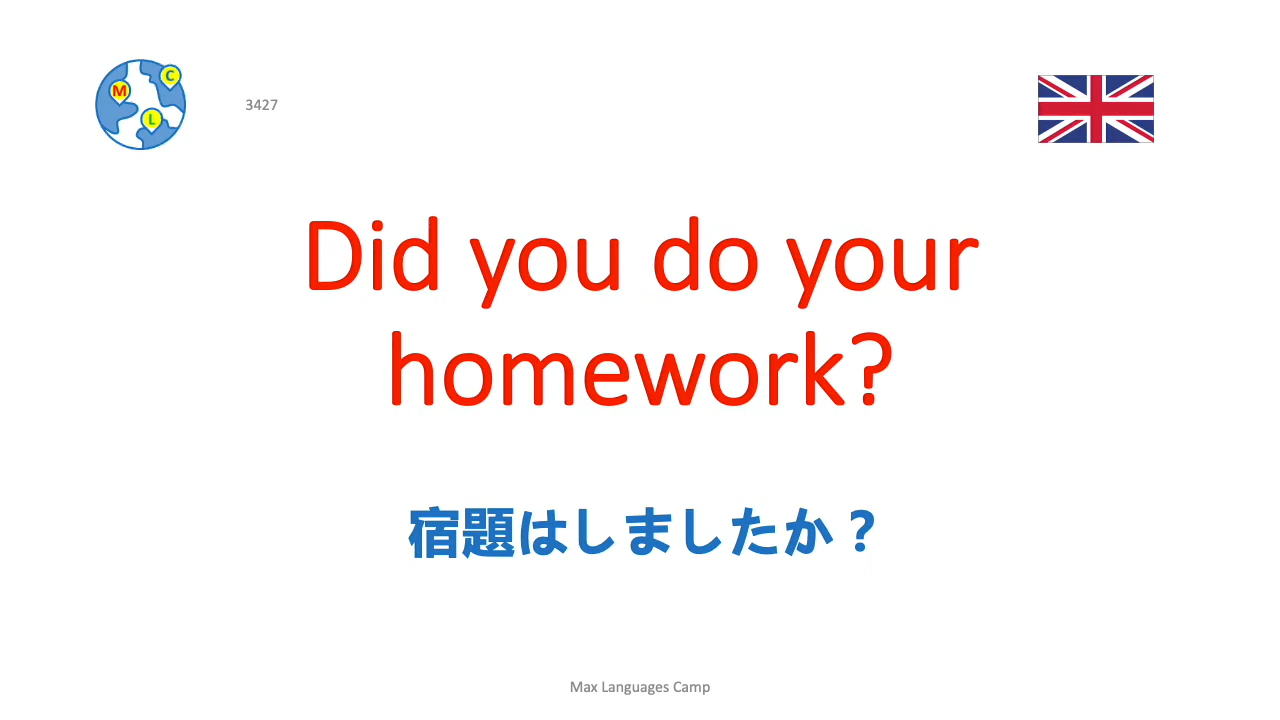 M
C
L
3427
Did you do your
homework?
宿題はしましたか？
Max Languages Camp